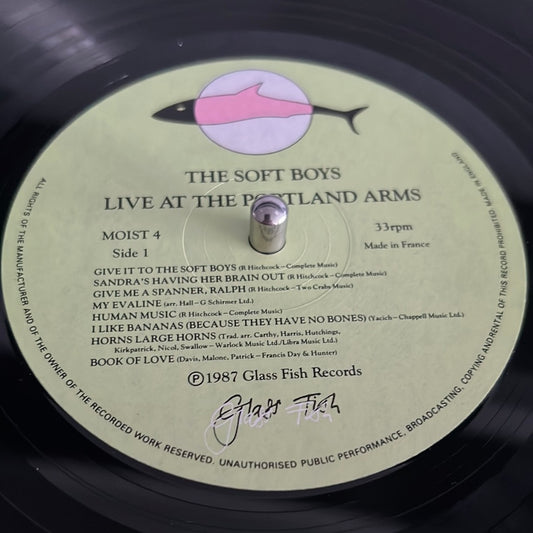 THE SOFT BOYS
LIVE AT THE PORTLAND ARMS
MOIST 4
33rpm
Side 1
Made in France
GIVE IT TO THE SOFT BOYS (R Hitchcock–Complete Music)
SANDRA'S HAVING HER BRAIN OUT (R Hitchcock–Complete Music)
GIVE ME A SPANNER, RALPH (R Hitchcock–Two Crabs Music)
MY EVALINE (arr. Hall–G Schirmer Ltd.)
HUMAN MUSIC (R Hitchcock–Complete Music)
I LIKE BANANAS (BECAUSE THEY HAVE NO BONES) (Yacich–Chappell Music Ltd.)
HORNS LARGE HORNS (Trad. arr. Carthy, Harris, Hutchings,
Kirkpatrick, Nicol, Swallow–Warlock Music Ltd./Libra Music Ltd.)
BOOK OF LOVE (Davis, Malone, Patrick–Francis Day & Hunter)
Ⓟ1987 Glass Fish Records
Glass Fish
ALL RIGHTS OF THE MANUFACTURER AND OF THE OWNER OF THE RECORDED WORK RESERVED. UNAUTHORISED PUBLIC PERFORMANCE, BROADCASTING, COPYING AND RENTAL OF THIS RECORD PROHIBITED. MADE IN ENGLAND